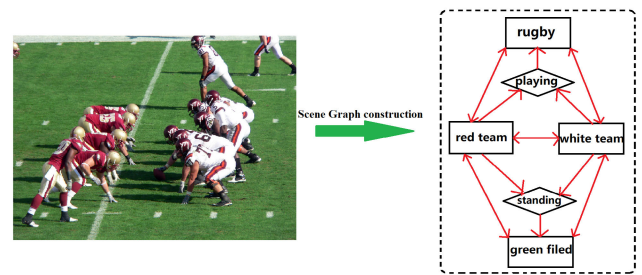 Scene Graph construction
rugby
playing
red team
white team
standing
green filed